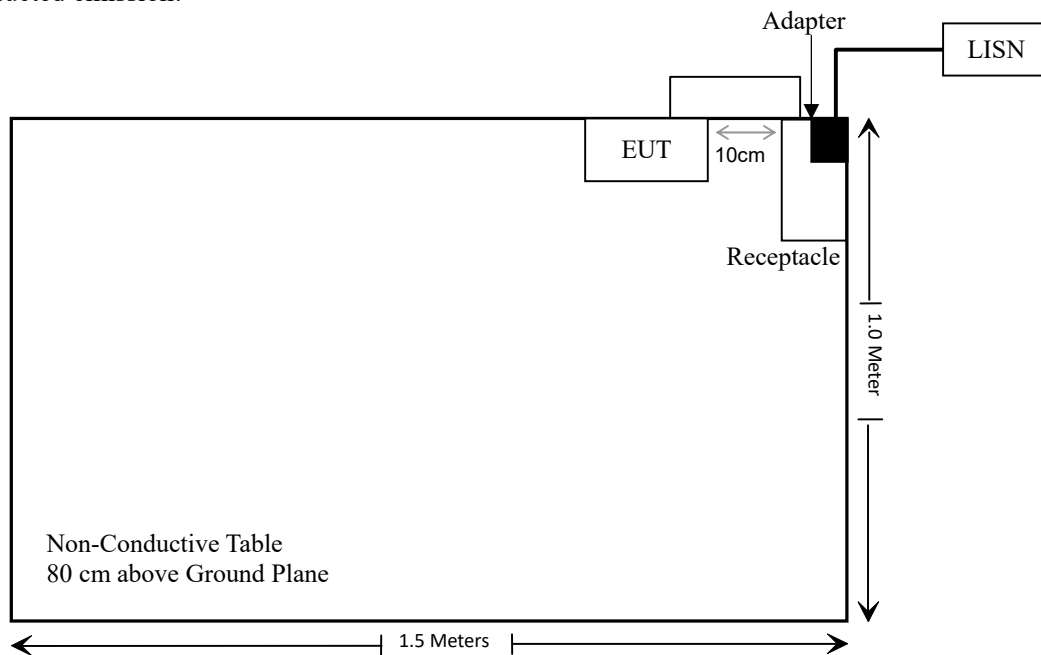 emission:
Adapter
LISN
EUT
10cm
Receptacle
1.0 Meter
Non-Conductive Table
80 cm above Ground Plane
1.5 Meters